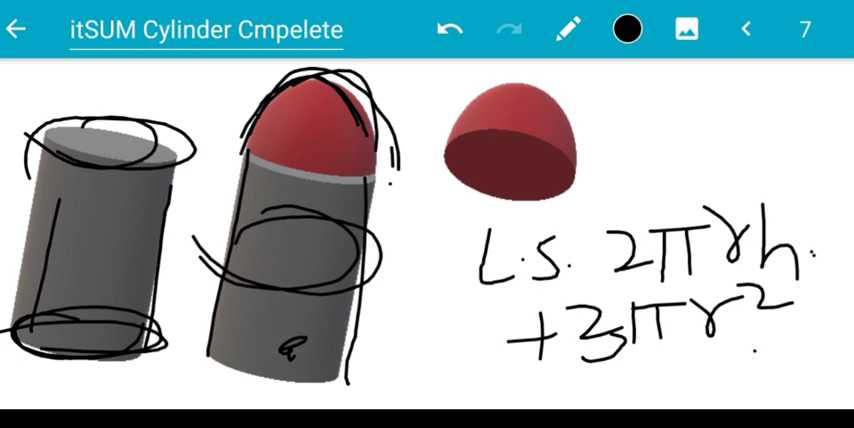 itSUM Cylinder Cmpelete
7
L.S. 2πrh.
+3πr²